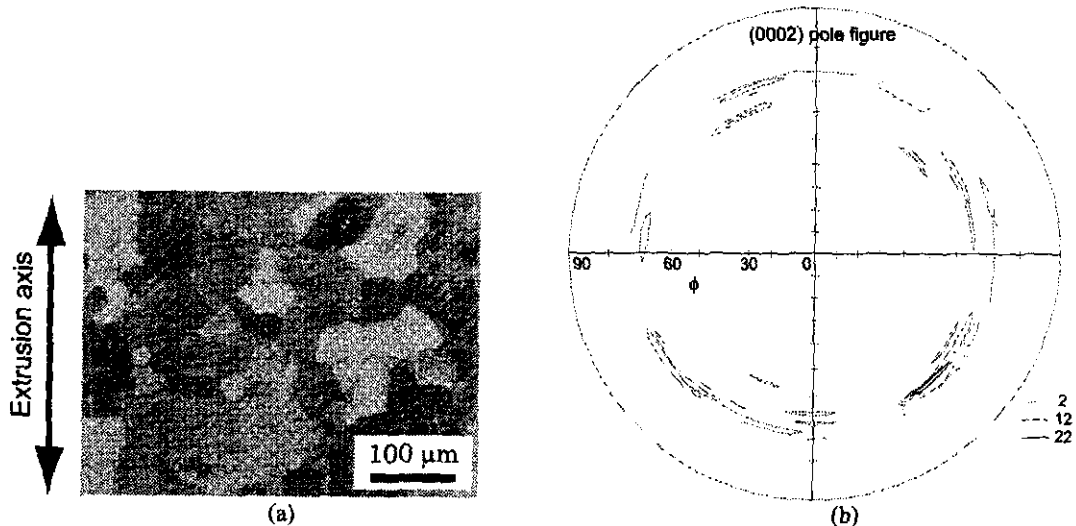 Extrusion axis
100 µm
(a)
(0002) pole figure
90 60 30 0
ϕ
2
12
22
(b)